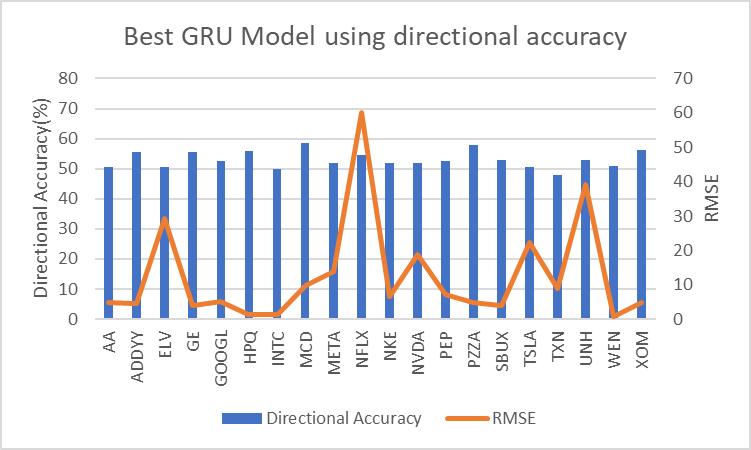 Best GRU Model using directional accuracy
Directional Accuracy(%)
80
70
60
50
40
30
20
10
0
70
60
50
40
30
20
10
0
RMSE
AA
ADDYY
ELV
GE
GOOGL
HPQ
INTC
MCD
META
NFLX
NKE
NVDA
PEP
PZZA
SBUX
TSLA
TXN
UNH
WEN
XOM
Directional Accuracy
RMSE